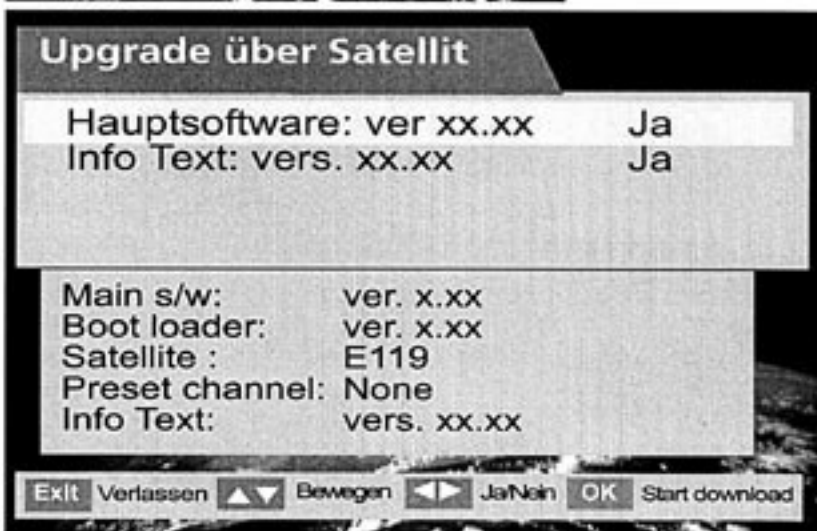 Upgrade über Satellit
Hauptsoftware: ver xx.xx Ja
Info Text: vers. xx.xx Ja
Main s/w: ver. x.xx
Boot loader: ver. x.xx
Satellite : E119
Preset channel: None
Info Text: vers. xx.xx
Exit Verlassen ▲▼ Bewegen ◀▶ Ja/Nein OK Start download